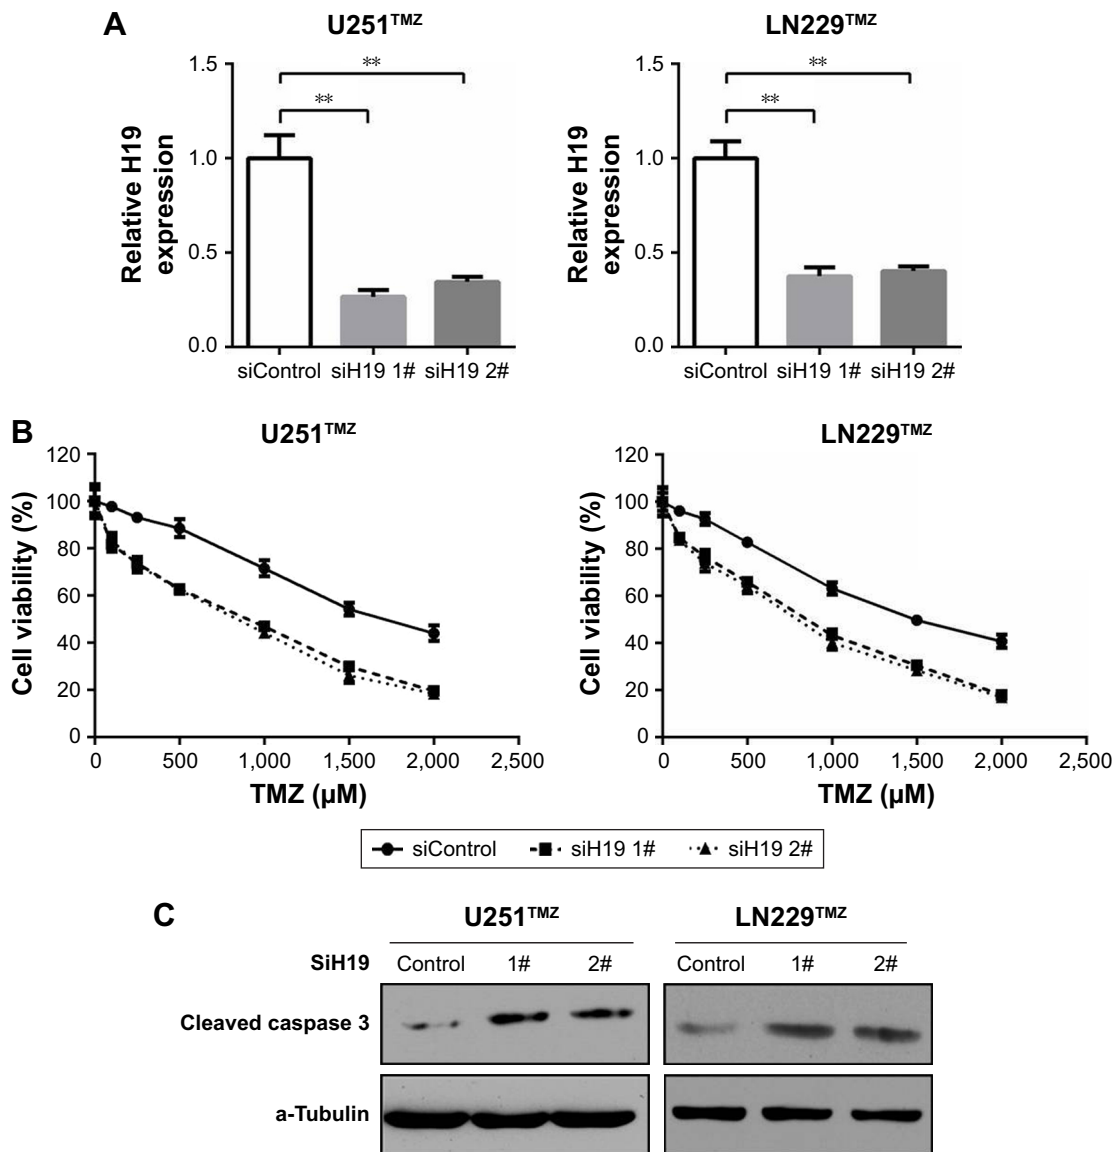 A
U251TMZ
LN229TMZ
Relative H19
expression
1.5
1.0
0.5
0.0
**
**
siControl siH19 1# siH19 2#
Relative H19
expression
1.5
1.0
0.5
0.0
**
**
siControl siH19 1# siH19 2#
B
U251TMZ
LN229TMZ
Cell viability (%)
120
100
80
60
40
20
0
0 500 1,000 1,500 2,000 2,500
TMZ (µM)
Cell viability (%)
120
100
80
60
40
20
0
0 500 1,000 1,500 2,000 2,500
TMZ (µM)
siControl siH19 1# siH19 2#
C
U251TMZ
LN229TMZ
SiH19 Control 1# 2# Control 1# 2#
Cleaved caspase 3
a-Tubulin